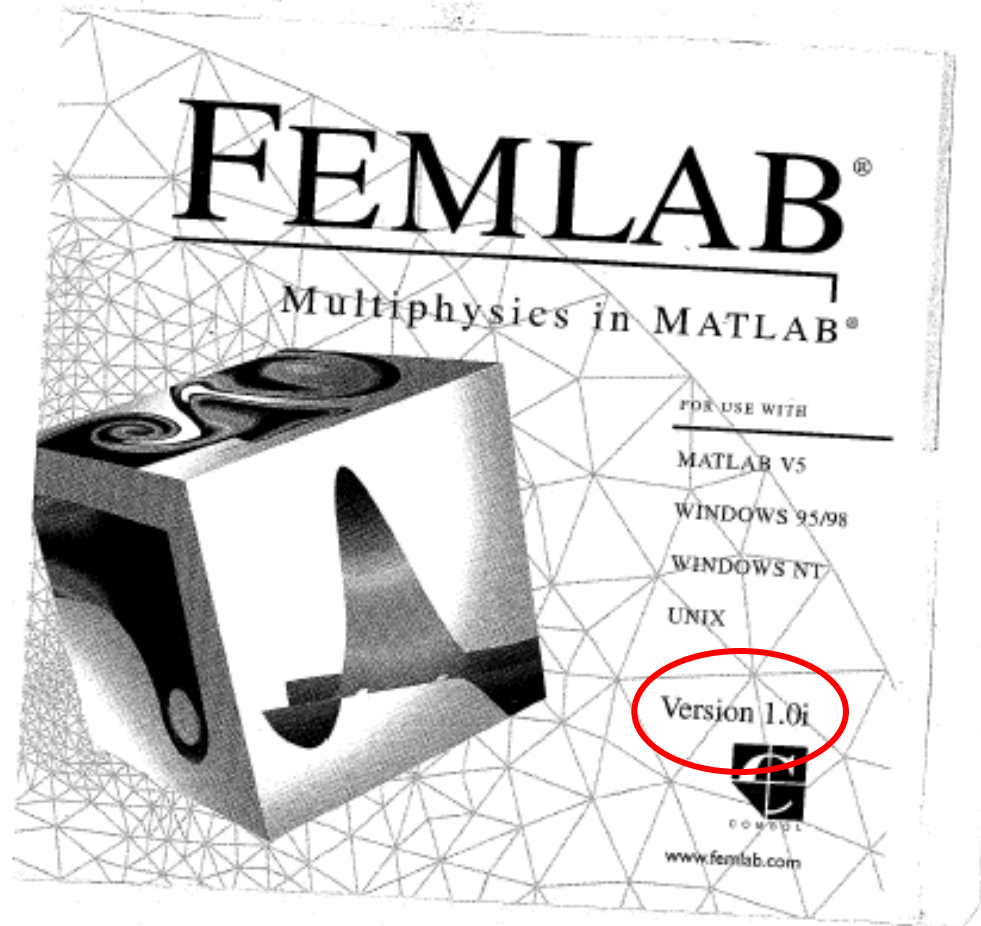 FEMLAB®
Multiphysics in MATLAB®
FOR USE WITH
MATLAB V5
WINDOWS 95/98
WINDOWS NT
UNIX
Version 1.0i
C
COMSOL
www.femlab.com